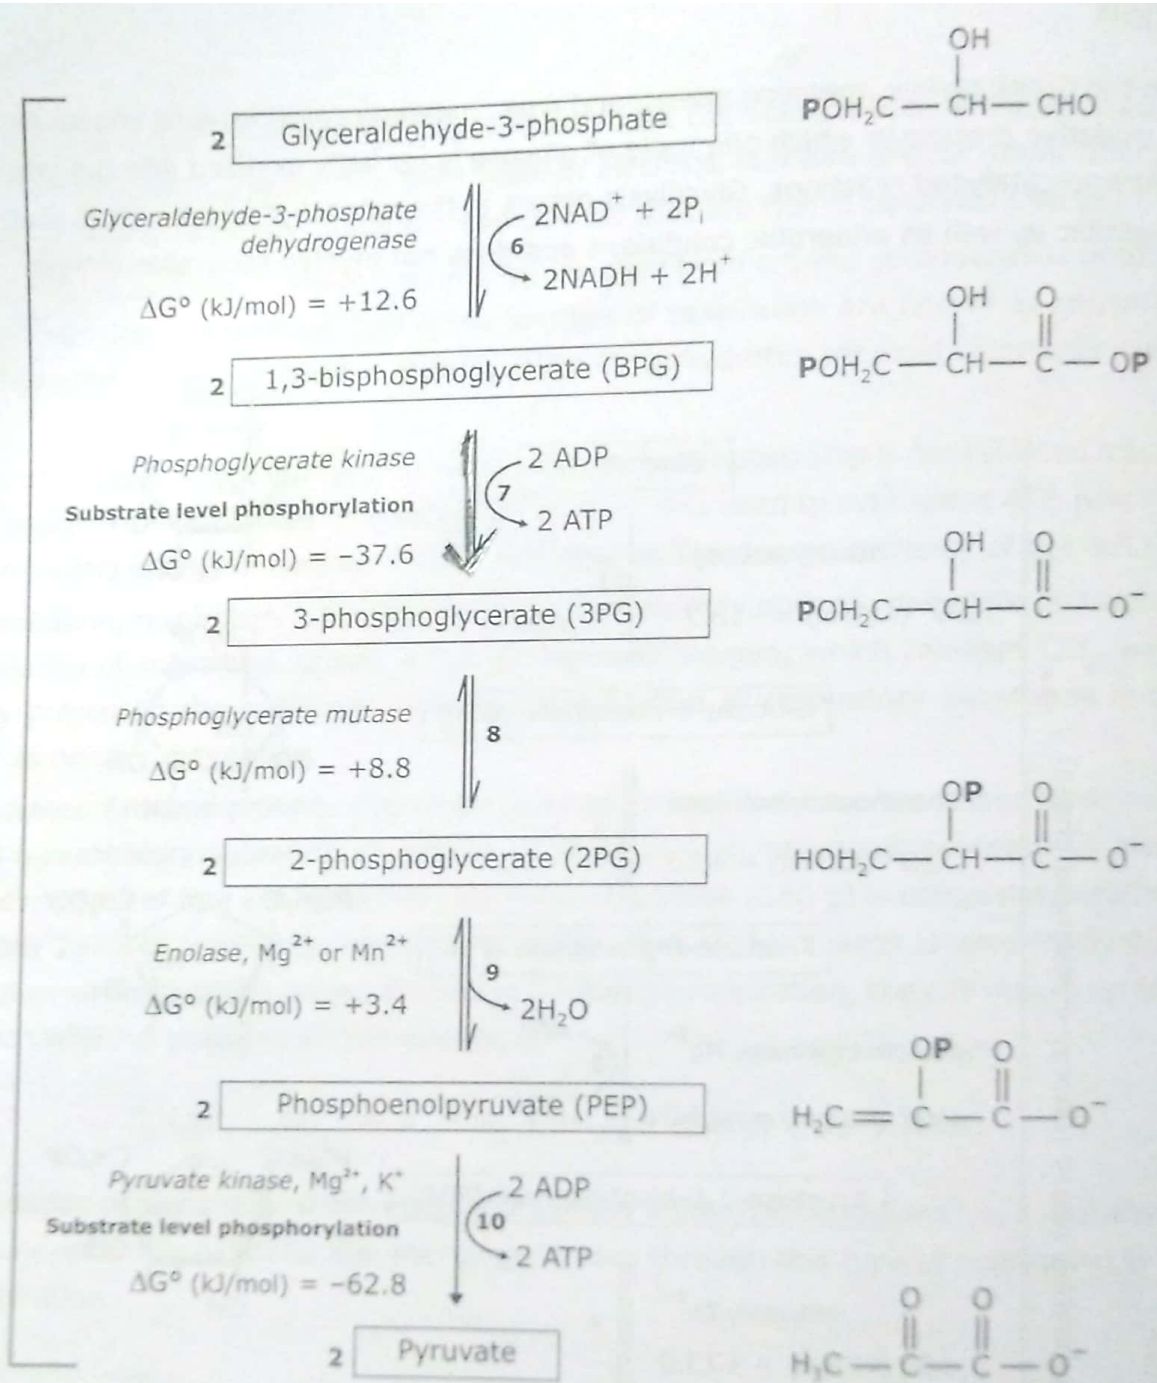 OH
POH₂C — CH — CHO
2 Glyceraldehyde-3-phosphate
Glyceraldehyde-3-phosphate
dehydrogenase
2NAD⁺ + 2Pᵢ
6
2NADH + 2H⁺
ΔG° (kJ/mol) = +12.6
OH O
POH₂C — CH — C — OP
2 1,3-bisphosphoglycerate (BPG)
Phosphoglycerate kinase
2 ADP
7
Substrate level phosphorylation
2 ATP
ΔG° (kJ/mol) = −37.6
OH O
POH₂C — CH — C — O⁻
2 3-phosphoglycerate (3PG)
Phosphoglycerate mutase
8
ΔG° (kJ/mol) = +8.8
OP O
HOH₂C — CH — C — O⁻
2 2-phosphoglycerate (2PG)
Enolase, Mg²⁺ or Mn²⁺
9
ΔG° (kJ/mol) = +3.4
2H₂O
OP O
H₂C = C — C — O⁻
2 Phosphoenolpyruvate (PEP)
Pyruvate kinase, Mg²⁺, K⁺
2 ADP
Substrate level phosphorylation
10
2 ATP
ΔG° (kJ/mol) = −62.8
O O
H₃C — C — C — O⁻
2 Pyruvate